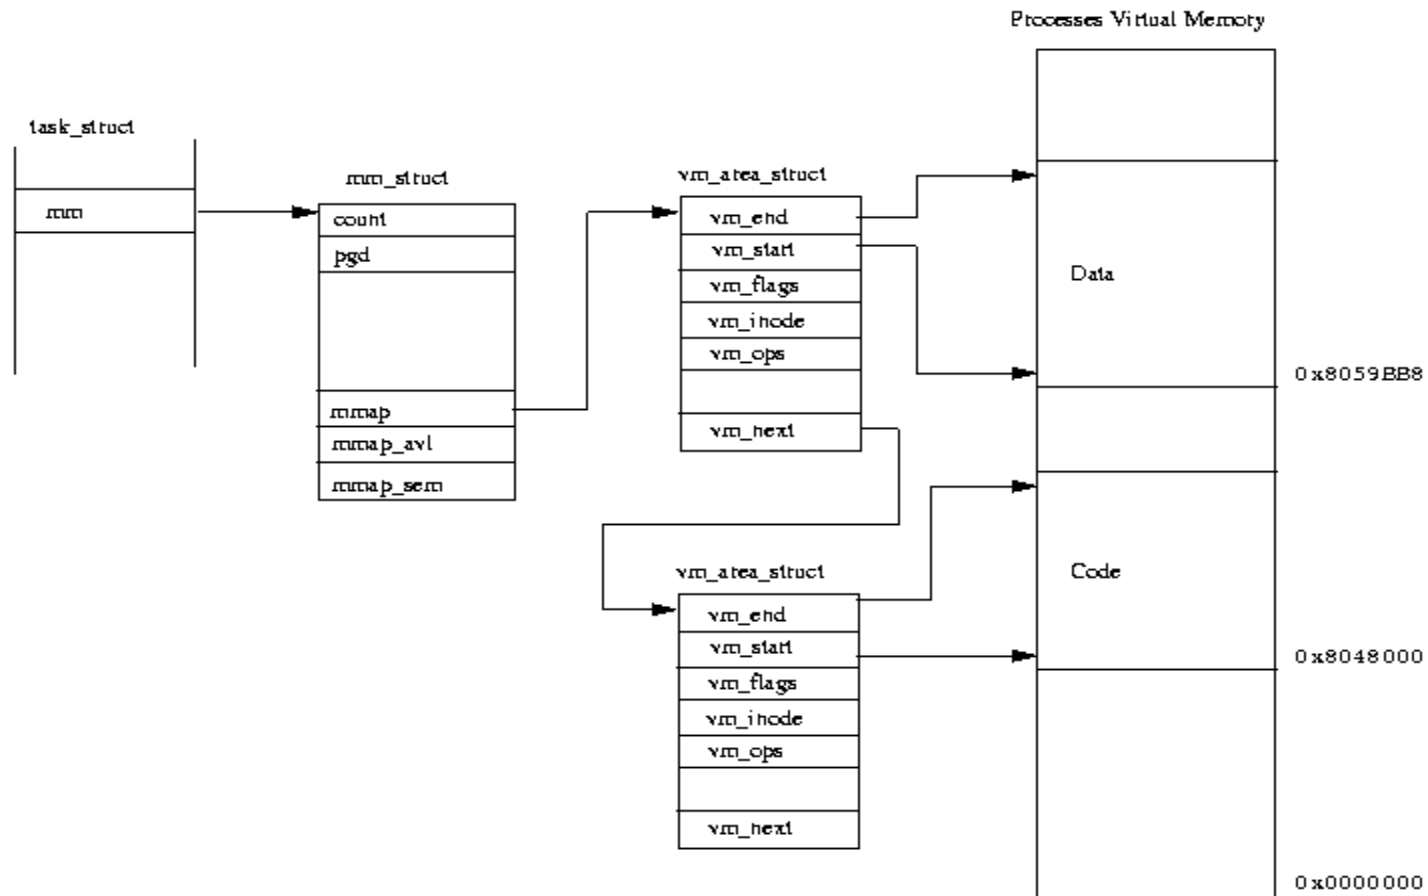 Processes Virtual Memory
task_struct
mm
mm_struct
count
pgd
mmap
mmap_avl
mmap_sem
vm_area_struct
vm_end
vm_start
vm_flags
vm_inode
vm_ops
vm_next
vm_area_struct
vm_end
vm_start
vm_flags
vm_inode
vm_ops
vm_next
Data
0x8059BB8
Code
0x8048000
0x0000000